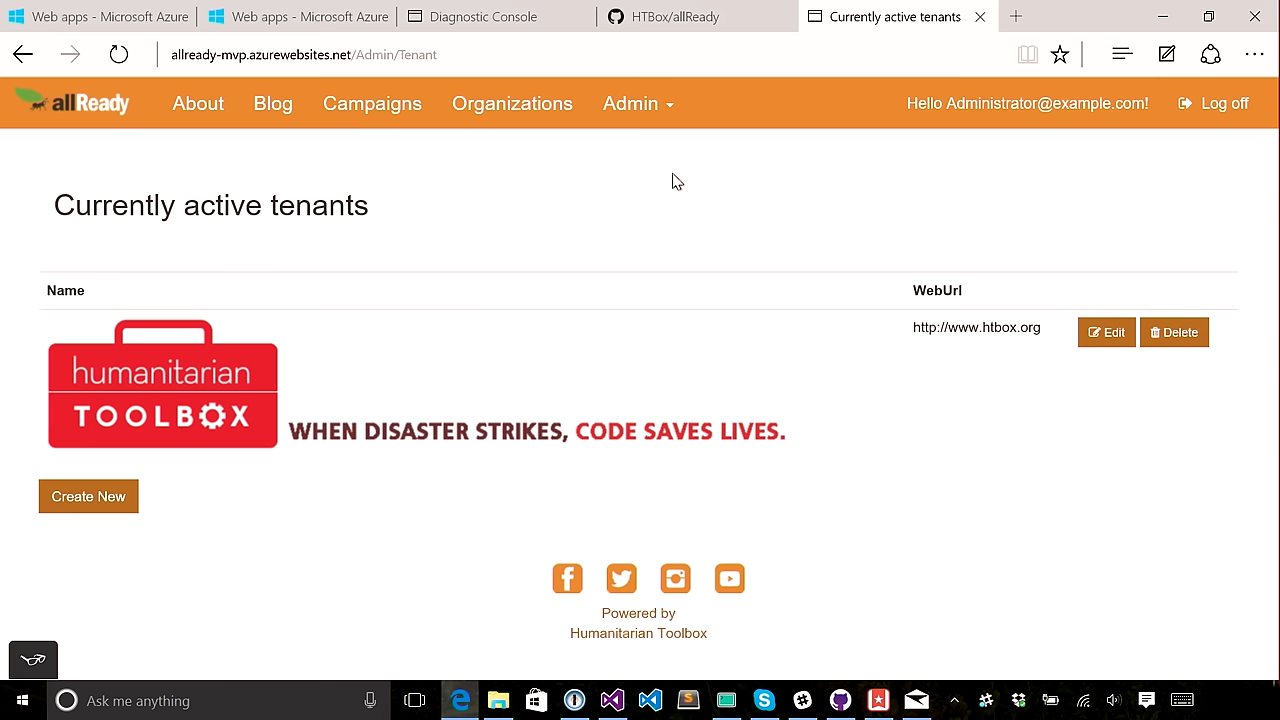 Web apps - Microsoft Azure
Web apps - Microsoft Azure
Diagnostic Console
HTBox/allReady
Currently active tenants
allready-mvp.azurewebsites.net/Admin/Tenant
allReady
About
Blog
Campaigns
Organizations
Admin
Hello Administrator@example.com!
Log off
Currently active tenants
Name
WebUrl
humanitarian
TOOLBOX
WHEN DISASTER STRIKES, CODE SAVES LIVES.
http://www.htbox.org
Edit
Delete
Create New
Powered by
Humanitarian Toolbox
Ask me anything